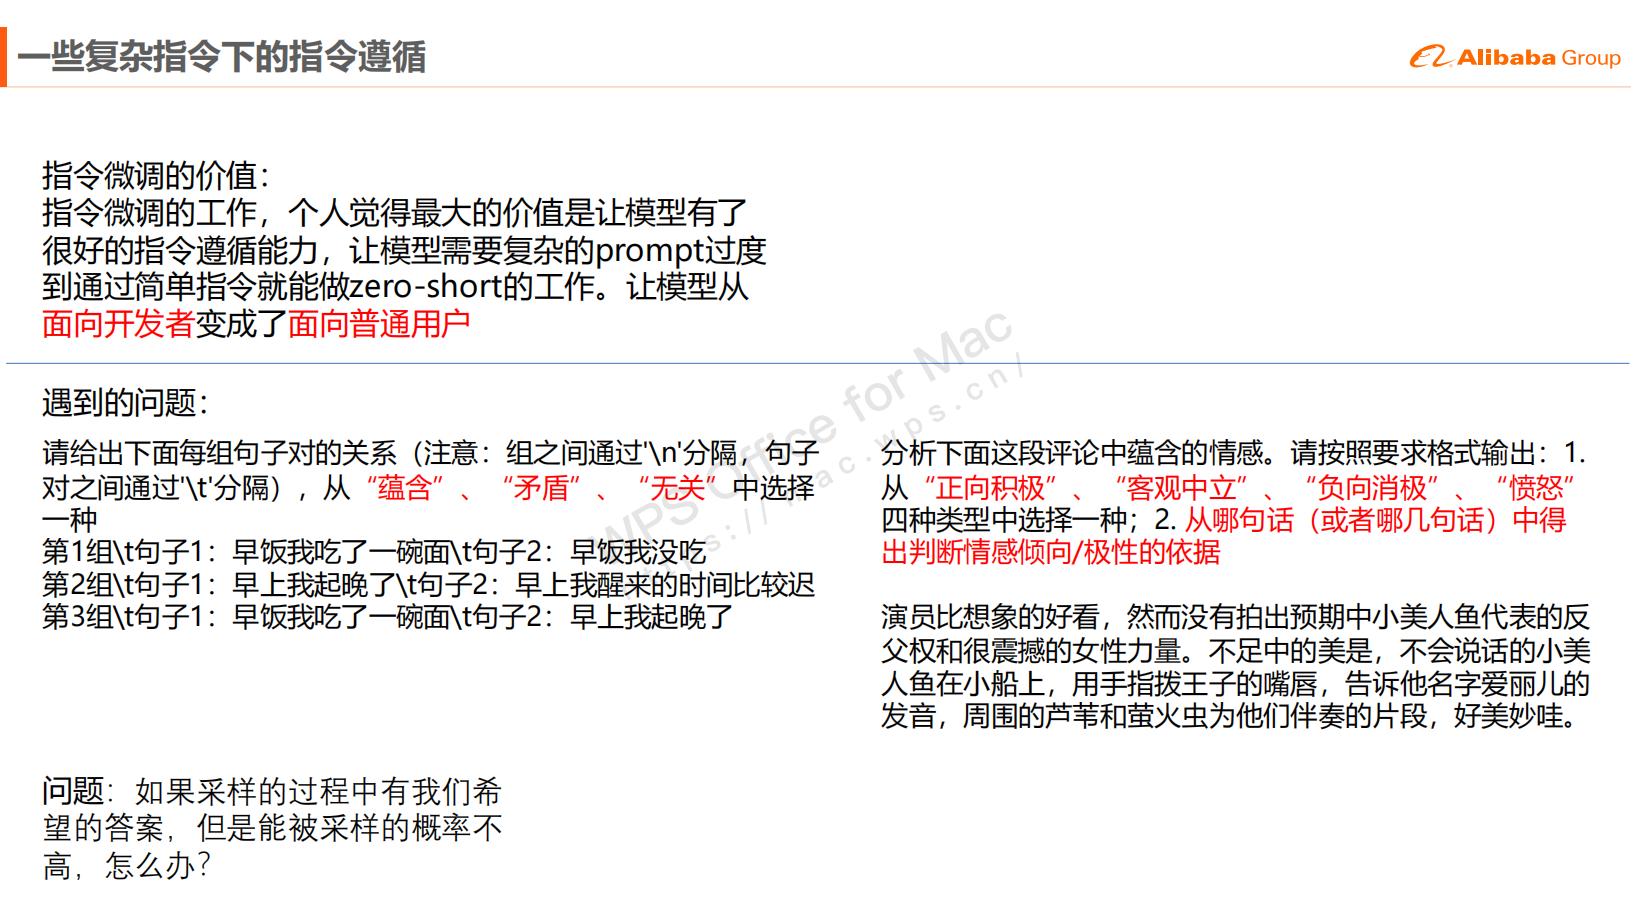 一些复杂指令下的指令遵循
Alibaba Group
指令微调的价值：
指令微调的工作，个人觉得最大的价值是让模型有了
很好的指令遵循能力，让模型需要复杂的prompt过度
到通过简单指令就能做zero-short的工作。让模型从
面向开发者变成了面向普通用户
遇到的问题：
请给出下面每组句子对的关系（注意：组之间通过'\n'分隔，句子
对之间通过'\t'分隔），从“蕴含”、“矛盾”、“无关”中选择
一种
第1组\t句子1：早饭我吃了一碗面\t句子2：早饭我没吃
第2组\t句子1：早上我起晚了\t句子2：早上我醒来的时间比较迟
第3组\t句子1：早饭我吃了一碗面\t句子2：早上我起晚了
分析下面这段评论中蕴含的情感。请按照要求格式输出：1.
从“正向积极”、“客观中立”、“负向消极”、“愤怒”
四种类型中选择一种；2. 从哪句话（或者哪几句话）中得
出判断情感倾向/极性的依据
演员比想象的好看，然而没有拍出预期中小美人鱼代表的反
父权和很震撼的女性力量。不足中的美是，不会说话的小美
人鱼在小船上，用手指拨王子的嘴唇，告诉他名字爱丽儿的
发音，周围的芦苇和萤火虫为他们伴奏的片段，好美妙哇。
问题：如果采样的过程中有我们希
望的答案，但是能被采样的概率不
高，怎么办？
WPS Office for Mac
https://mac.wps.cn/